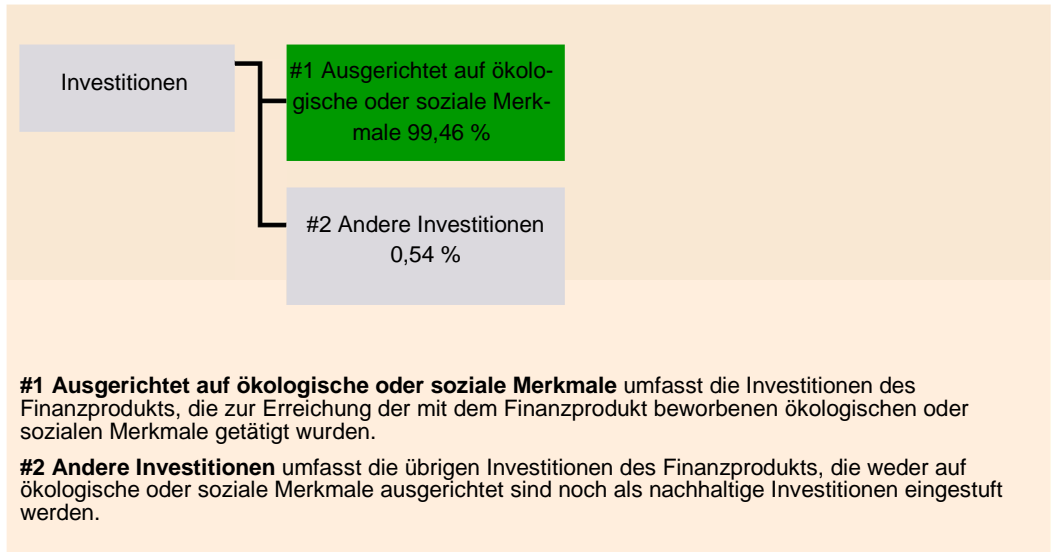 Investitionen
#1 Ausgerichtet auf ökolo-
gische oder soziale Merk-
male 99,46 %
#2 Andere Investitionen
0,54 %
#1 Ausgerichtet auf ökologische oder soziale Merkmale umfasst die Investitionen des
Finanzprodukts, die zur Erreichung der mit dem Finanzprodukt beworbenen ökologischen oder
sozialen Merkmale getätigt wurden.
#2 Andere Investitionen umfasst die übrigen Investitionen des Finanzprodukts, die weder auf
ökologische oder soziale Merkmale ausgerichtet sind noch als nachhaltige Investitionen eingestuft
werden.